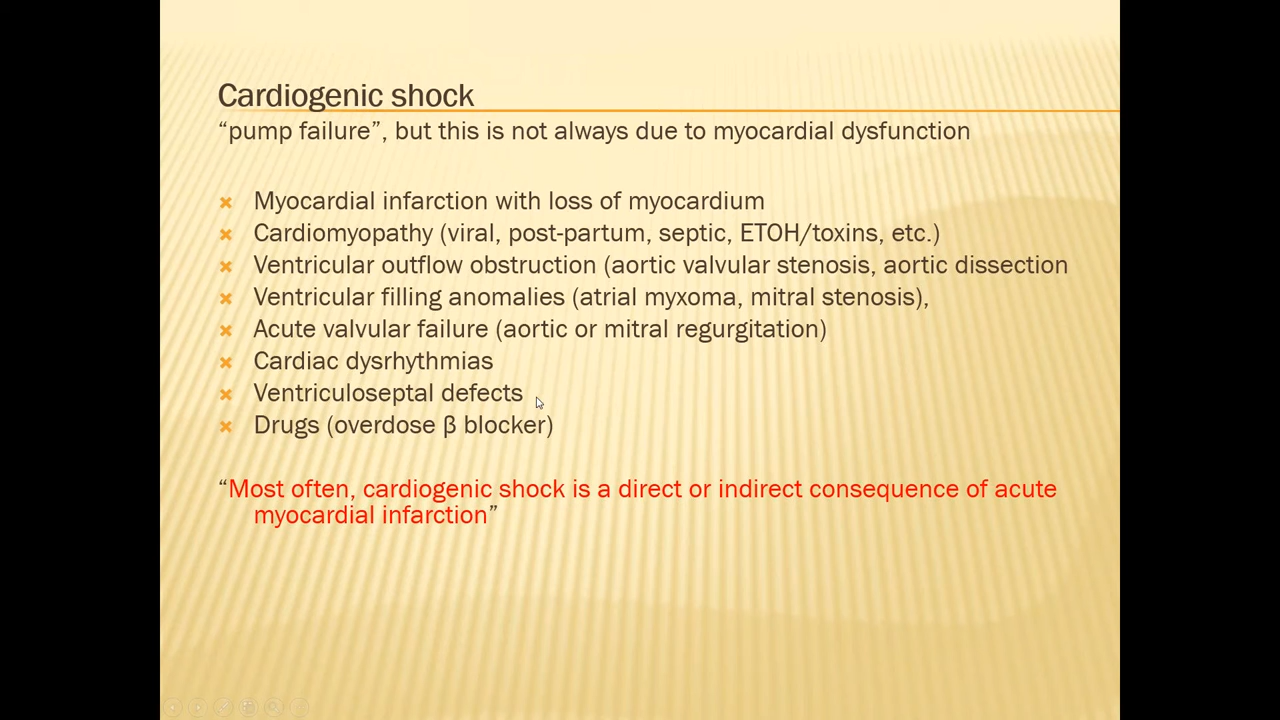 Cardiogenic shock
“pump failure”, but this is not always due to myocardial dysfunction
Myocardial infarction with loss of myocardium
Cardiomyopathy (viral, post-partum, septic, ETOH/toxins, etc.)
Ventricular outflow obstruction (aortic valvular stenosis, aortic dissection
Ventricular filling anomalies (atrial myxoma, mitral stenosis),
Acute valvular failure (aortic or mitral regurgitation)
Cardiac dysrhythmias
Ventriculoseptal defects
Drugs (overdose β blocker)
“Most often, cardiogenic shock is a direct or indirect consequence of acute
myocardial infarction”